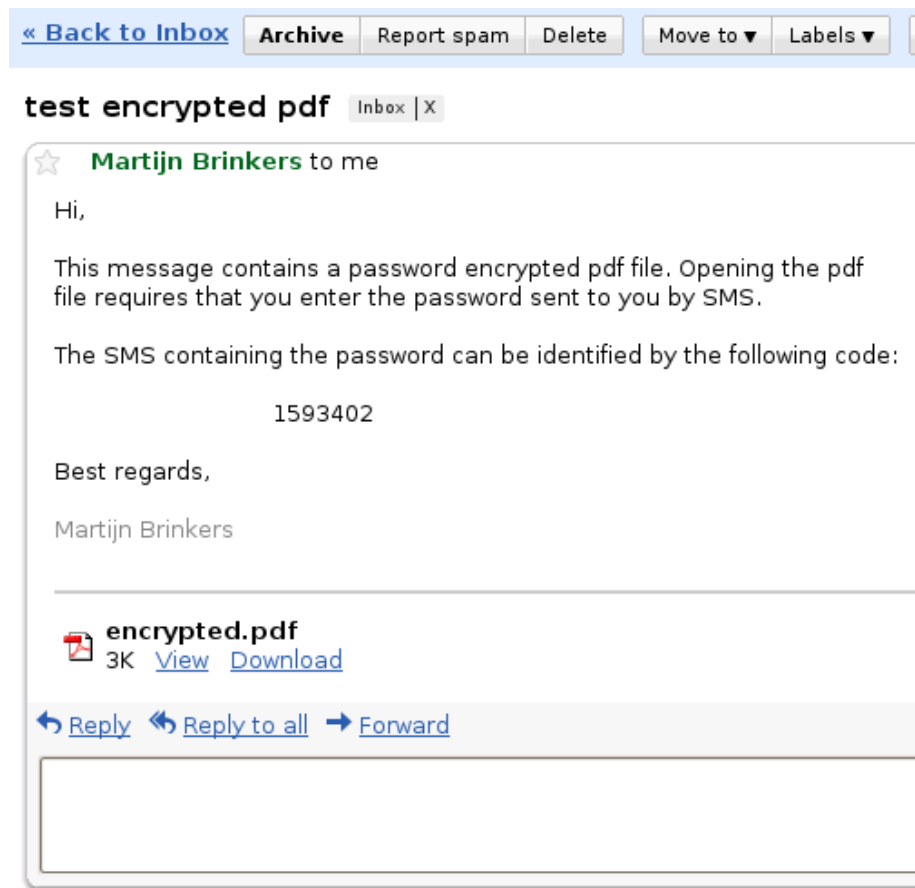 « Back to Inbox Archive Report spam Delete Move to ▼ Labels ▼
test encrypted pdf Inbox | X
Martijn Brinkers to me
Hi,
This message contains a password encrypted pdf file. Opening the pdf
file requires that you enter the password sent to you by SMS.
The SMS containing the password can be identified by the following code:
1593402
Best regards,
Martijn Brinkers
encrypted.pdf
3K View Download
Reply Reply to all Forward